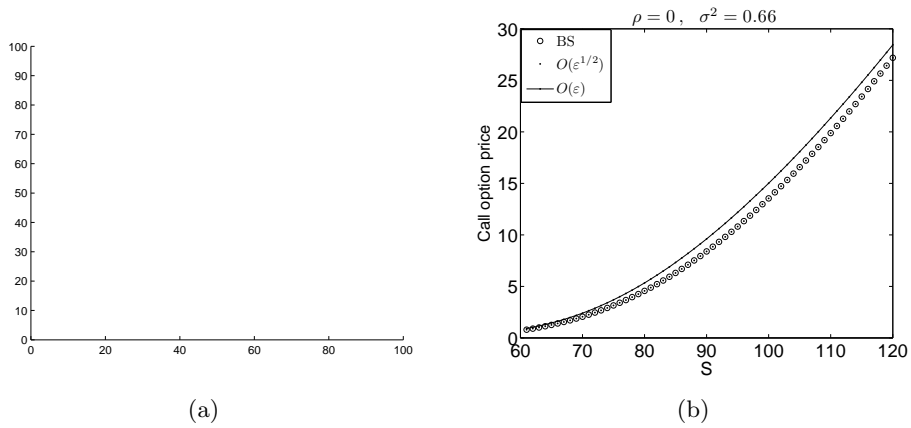 100
90
80
70
60
50
40
30
20
10
0
0 20 40 60 80 100
(a)
ρ = 0 , σ² = 0.66
30
25
20
15
10
5
0
BS
O(ε^{1/2})
O(ε)
Call option price
60 70 80 90 100 110 120
S
(b)